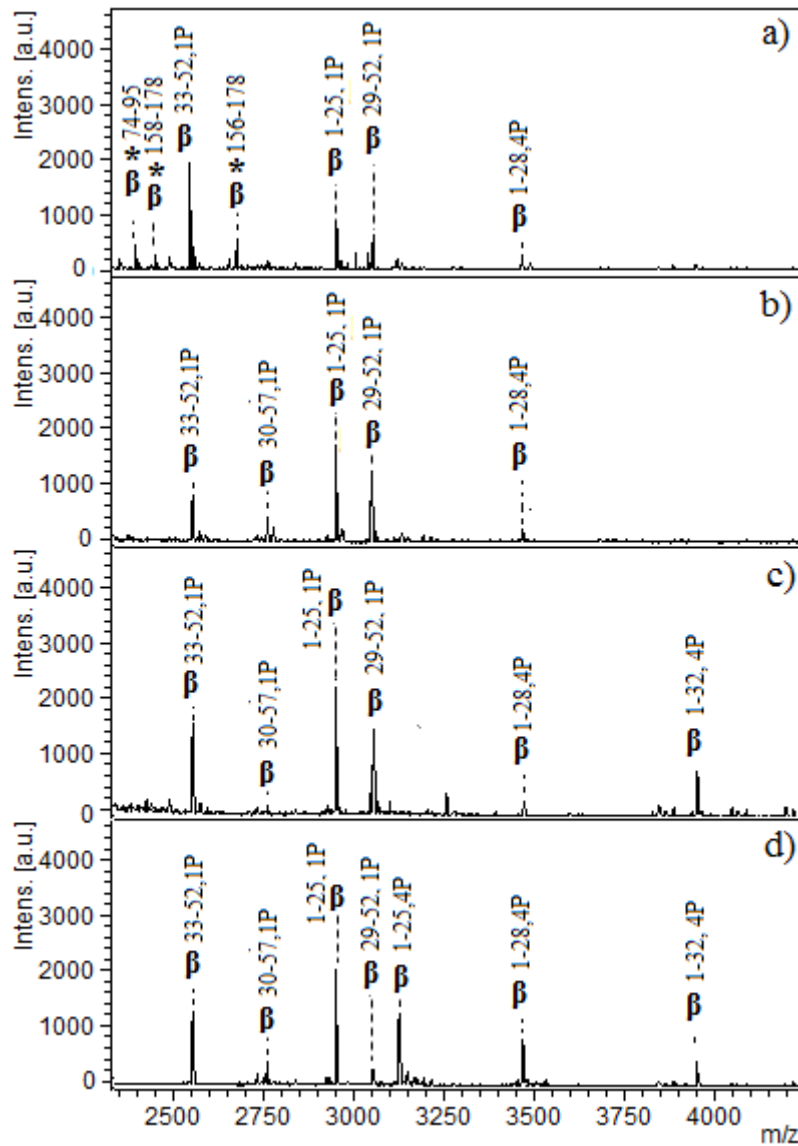 a)
Intens. [a.u.]
4000
3000
2000
1000
0
β * 74-95
β * 158-178
β 33-52,1P
β * 156-178
β 1-25, 1P
β 29-52, 1P
β 1-28,4P
b)
Intens. [a.u.]
4000
3000
2000
1000
0
β 33-52,1P
β 30-57,1P
β 1-25, 1P
β 29-52, 1P
β 1-28,4P
c)
Intens. [a.u.]
4000
3000
2000
1000
0
β 33-52,1P
β 30-57,1P
β 1-25, 1P
β 29-52, 1P
β 1-28,4P
β 1-32, 4P
d)
Intens. [a.u.]
4000
3000
2000
1000
0
β 33-52,1P
β 30-57,1P
β 1-25, 1P
β 29-52, 1P
β 1-25,4P
β 1-28,4P
β 1-32, 4P
2500 2750 3000 3250 3500 3750 4000
m/z